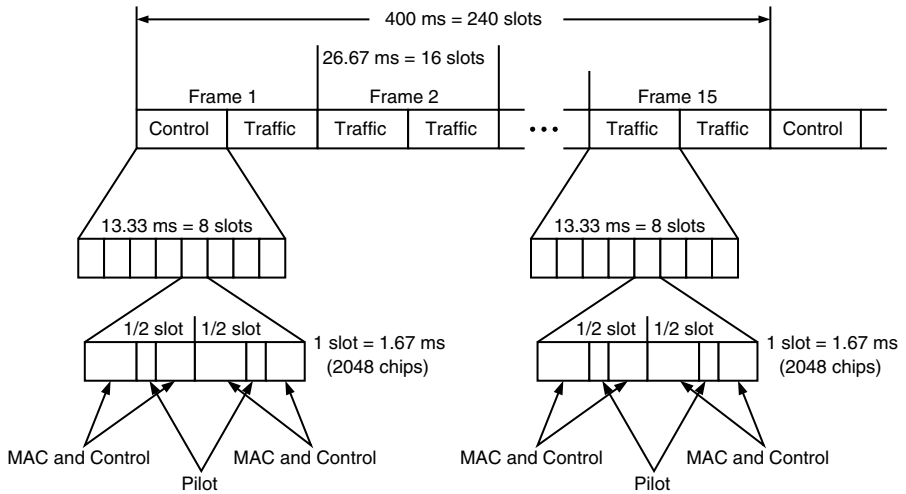 400 ms = 240 slots
26.67 ms = 16 slots
Frame 1 Frame 2 Frame 15
Control Traffic Traffic Traffic ••• Traffic Traffic Control
13.33 ms = 8 slots 13.33 ms = 8 slots
1/2 slot 1/2 slot 1/2 slot 1/2 slot
1 slot = 1.67 ms 1 slot = 1.67 ms
(2048 chips) (2048 chips)
MAC and Control MAC and Control MAC and Control MAC and Control
Pilot Pilot